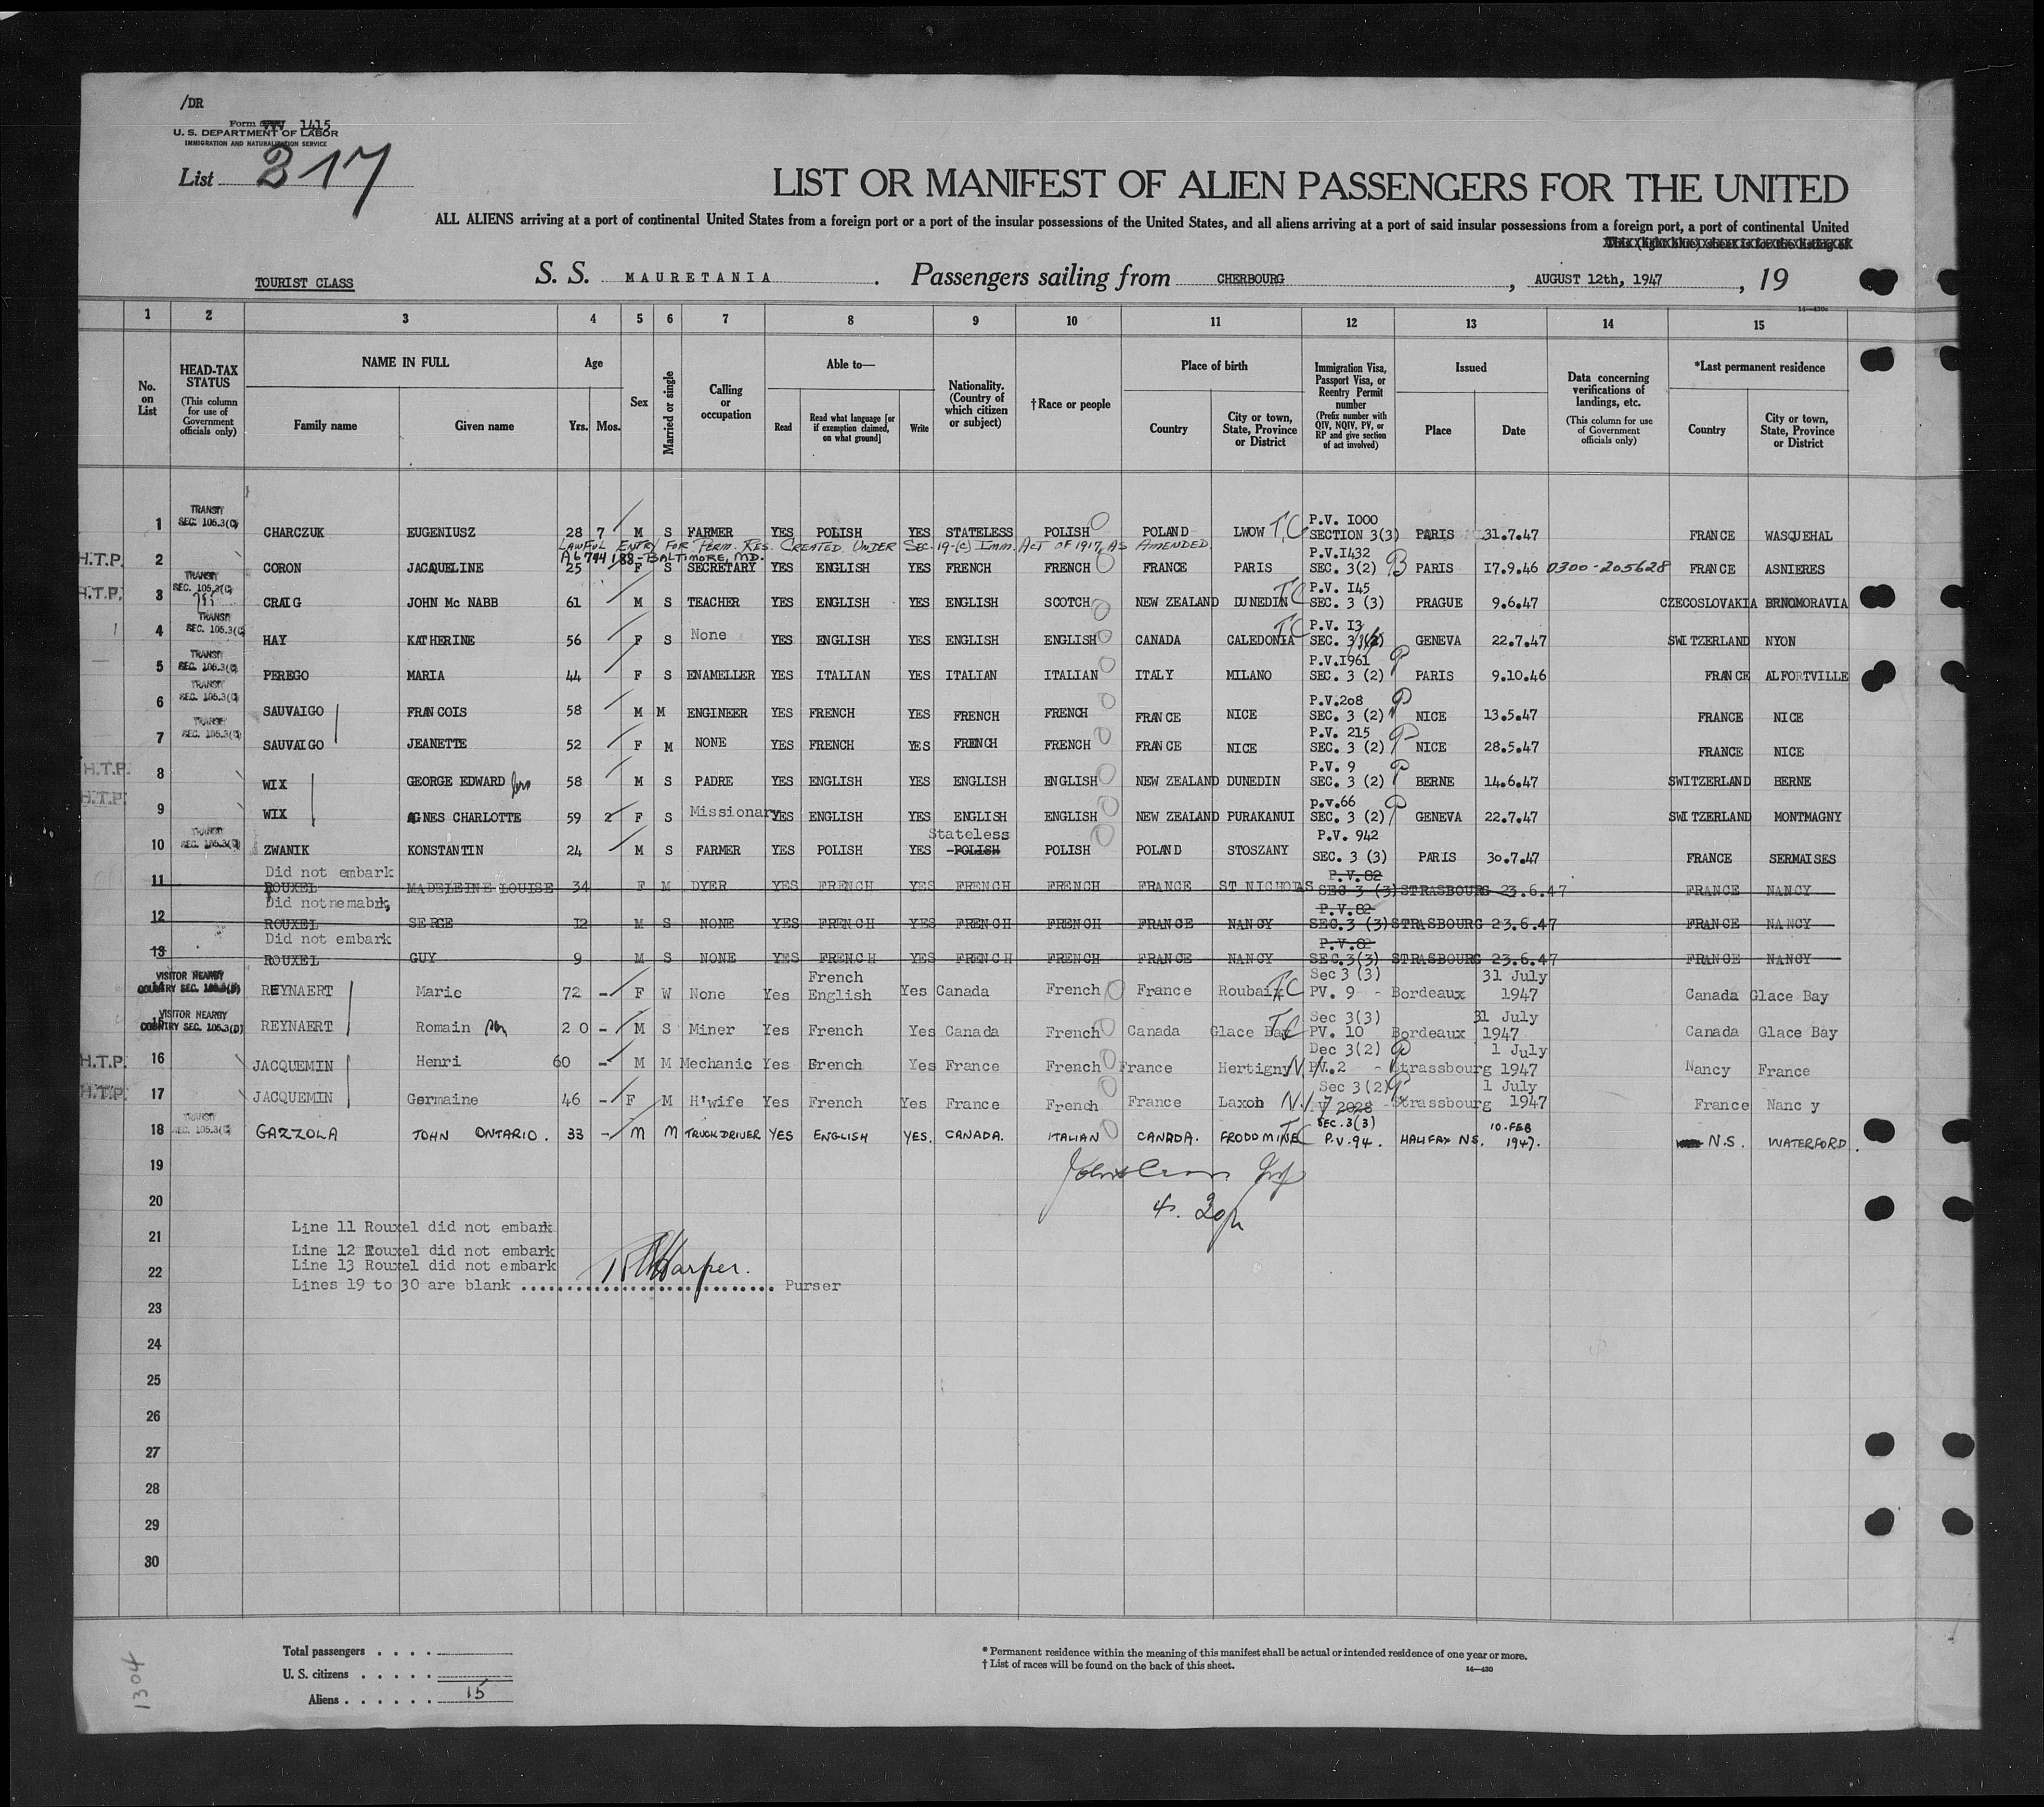 /DR
Form 1415
U. S. DEPARTMENT OF LABOR
IMMIGRATION AND NATURALIZATION SERVICE
List 317
LIST OR MANIFEST OF ALIEN PASSENGERS FOR THE UNITED
ALL ALIENS arriving at a port of continental United States from a foreign port or a port of the insular possessions of the United States, and all aliens arriving at a port of said insular possessions from a foreign port, a port of continental United
TOURIST CLASS S. S. MAURETANIA. Passengers sailing from CHERBOURG, AUGUST 12th, 1947, 19
1 2 3 4 5 6 7 8 9 10 11 12 13 14 15
No. on List
HEAD-TAX STATUS (This column for use of Government officials only)
NAME IN FULL Family name Given name
Age Yrs. Mos.
Sex
Married or single
Calling or occupation
Able to— Read Read what language [or if exemption claimed, on what ground] Write
Nationality. (Country of which citizen or subject)
†Race or people
Place of birth Country City or town, State, Province or District
Immigration Visa, Passport Visa, or Reentry Permit number (Prefix number with QIV, NQIV, PV, or RP and give section of act involved)
Issued Place Date
Data concerning verifications of landings, etc. (This column for use of Government officials only)
*Last permanent residence Country City or town, State, Province or District
1 TRANSIT SEC. 105.3(C) CHARCZUK EUGENIUSZ 28 7 M S FARMER YES POLISH YES STATELESS POLISH POLAND LWOW T.C P.V. 1000 SECTION 3(3) PARIS 31.7.47 FRANCE WASQUEHAL
LAWFUL ENTRY FOR PERM. RES. CREATED UNDER SEC. 19-(C) IMM. ACT OF 1917, AS AMENDED.
A6 744 188 - BALTIMORE, MD.
H.T.P. 2 CORON JACQUELINE 25 F S SECRETARY YES ENGLISH YES FRENCH FRENCH FRANCE PARIS P.V.1432 SEC. 3(2) B PARIS 17.9.46 0300-205628 FRANCE ASNIERES
H.T.P. 3 TRANSIT SEC. 105.3(C) CRAIG JOHN Mc NABB 61 M S TEACHER YES ENGLISH YES ENGLISH SCOTCH NEW ZEALAND DUNEDIN TC P.V. 145 SEC. 3 (3) PRAGUE 9.6.47 CZECOSLOVAKIA BRNOMORAVIA
4 TRANSIT SEC. 105.3(C) HAY KATHERINE 56 F S None YES ENGLISH YES ENGLISH ENGLISH CANADA CALEDONIA TC P.V. 13 SEC. 3 GENEVA 22.7.47 SWITZERLAND NYON
5 TRANSIT SEC. 105.3(C) PEREGO MARIA 44 F S ENAMELLER YES ITALIAN YES ITALIAN ITALIAN ITALY MILANO P.V.1961 SEC. 3 (2) PARIS 9.10.46 FRANCE ALFORTVILLE
6 TRANSIT SEC. 105.3(C) SAUVAIGO FRANCOIS 58 M M ENGINEER YES FRENCH YES FRENCH FRENCH FRANCE NICE P.V.208 SEC. 3 (2) NICE 13.5.47 FRANCE NICE
7 TRANSIT SEC. 105.3(C) SAUVAIGO JEANETTE 52 F M NONE YES FRENCH YES FRENCH FRENCH FRANCE NICE P.V. 215 SEC. 3 (2) NICE 28.5.47 FRANCE NICE
H.T.P. 8 WIX GEORGE EDWARD 58 M S PADRE YES ENGLISH YES ENGLISH ENGLISH NEW ZEALAND DUNEDIN P.V. 9 SEC. 3 (2) BERNE 14.6.47 SWITZERLAND BERNE
H.T.P. 9 WIX AGNES CHARLOTTE 59 2 F S Missionary YES ENGLISH YES ENGLISH ENGLISH NEW ZEALAND PURAKANUI p.v.66 SEC. 3 (2) GENEVA 22.7.47 SWITZERLAND MONTMAGNY
10 TRANSIT SEC. 105.3(C) ZWANIK KONSTANTIN 24 M S FARMER YES POLISH YES Stateless POLISH POLISH POLAND STOSZANY P.V. 942 SEC. 3 (3) PARIS 30.7.47 FRANCE SERMAISES
Did not embark
11 ROUXEL MADELEINE LOUISE 34 F M DYER YES FRENCH YES FRENCH FRENCH FRANCE ST NICHOLAS P.V.82 SEC 3 (3) STRASBOURG 23.6.47 FRANCE NANCY
Did notnemabrk,
12 ROUXEL SERGE 12 M S NONE YES FRENCH YES FRENCH FRENCH FRANCE NANCY P.V.82 SEC.3 (3) STRASBOURG 23.6.47 FRANCE NANCY
Did not embark
13 ROUXEL GUY 9 M S NONE YES FRENCH YES FRENCH FRENCH FRANCE NANCY P.V.82 SEC.3(3) STRASBOURG 23.6.47 FRANCE NANCY
14 VISITOR NEARBY COUNTRY SEC. 105.3(D) REYNAERT Marie 72 - F W None Yes French English Yes Canada French France Roubaix TC Sec 3(3) PV. 9 - Bordeaux 31 July 1947 Canada Glace Bay
15 VISITOR NEARBY COUNTRY SEC. 105.3(D) REYNAERT Romain 20 - M S Miner Yes French Yes Canada French Canada Glace Bay TC Sec 3(3) PV. 10 Bordeaux 31 July 1947 Canada Glace Bay
H.T.P. 16 JACQUEMIN Henri 60 - M M Mechanic Yes French Yes France French France Hertigny Dec 3(2) PV.2 - Strassbourg 1 July 1947 Nancy France
H.T.P. 17 JACQUEMIN Germaine 46 - F M H'wife Yes French Yes France French France Laxon Sec 3(2) 2028 Strassbourg 1 July 1947 France Nancy
18 TRANSIT SEC. 105.3(C) GAZZOLA JOHN ONTARIO. 33 - M M TRUCK DRIVER YES ENGLISH YES. CANADA. ITALIAN CANADA. FRODO MINE TC SEC.3(3) P.V.94. HALIFAX NS. 10.FEB 1947. N.S. WATERFORD.
19
20
21
22
23
24
25
26
27
28
29
30
Line 11 Rouxel did not embark
Line 12 Rouxel did not embark
Line 13 Rouxel did not embark
Lines 19 to 30 are blank Harper. Purser
Total passengers
U. S. citizens
Aliens 15
* Permanent residence within the meaning of this manifest shall be actual or intended residence of one year or more.
† List of races will be found on the back of this sheet.
14—430
1304